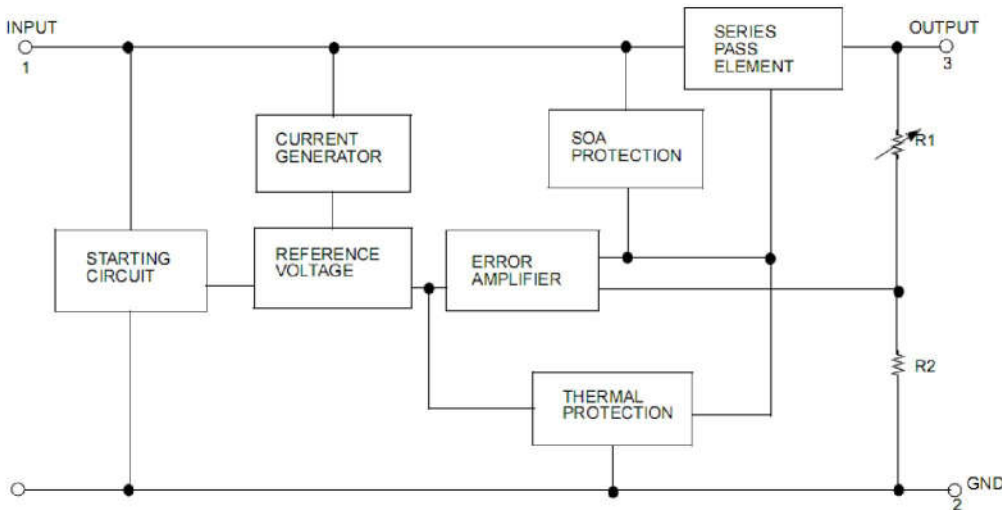 INPUT
1
SERIES
PASS
ELEMENT
OUTPUT
3
CURRENT
GENERATOR
SOA
PROTECTION
R1
STARTING
CIRCUIT
REFERENCE
VOLTAGE
ERROR
AMPLIFIER
R2
THERMAL
PROTECTION
GND
2